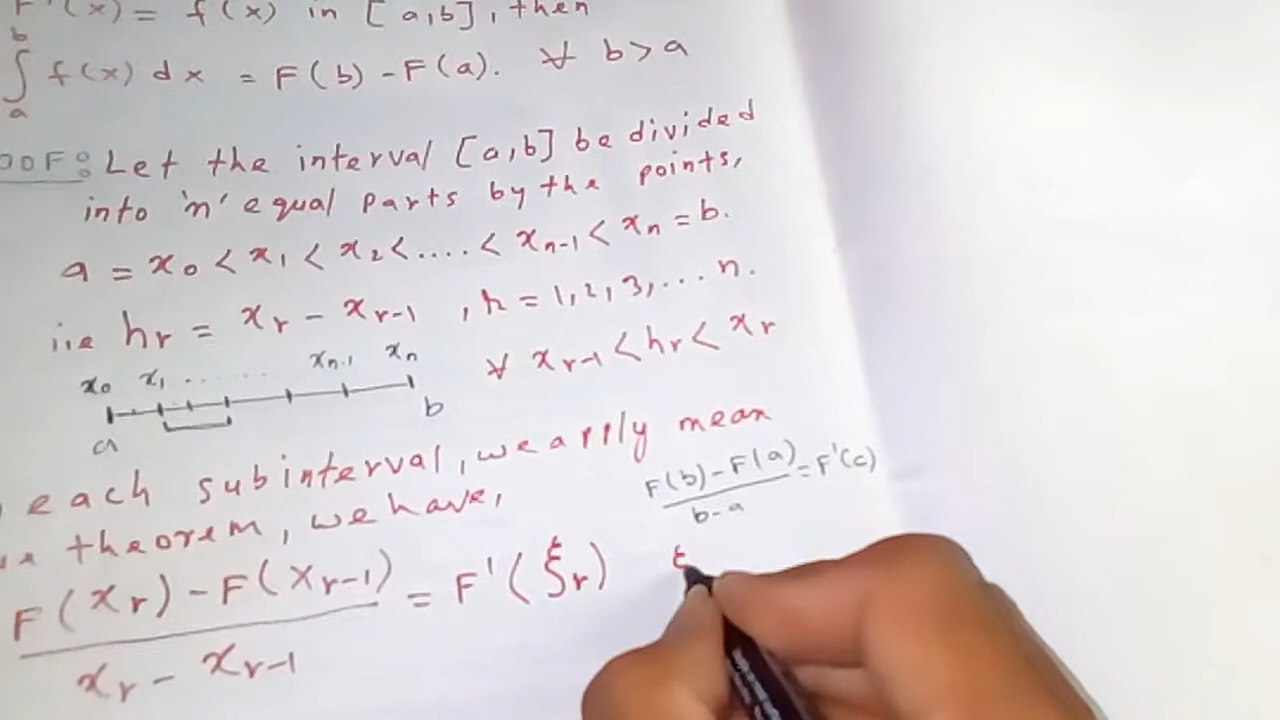 F'(x) = f(x) in [a,b], then
∫ₐᵇ f(x) dx = F(b) - F(a). ∀ b > a
OOF: Let the interval [a,b] be divided
into 'n' equal parts by the points,
a = x₀ < x₁ < x₂ < .... < xₙ₋₁ < xₙ = b.
i.e hᵣ = xᵣ - xᵣ₋₁ , r = 1, 2, 3, ... n.
∀ xᵣ₋₁ < hᵣ < xᵣ
x₀ x₁ ....... xₙ₋₁ xₙ
a b
each subinterval, we apply mean
theorem, we have,
F(b) - F(a) / b - a = F'(c)
F(xᵣ) - F(xᵣ₋₁) / xᵣ - xᵣ₋₁ = F'(ξᵣ) ξ